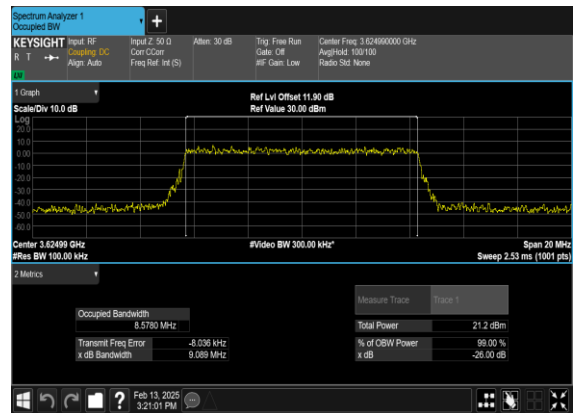 Spectrum Analyzer 1
Occupied BW
+
KEYSIGHT Input: RF Input Z: 50 Ω Atten: 30 dB Trig: Free Run Center Freq: 3.624990000 GHz
R T Coupling: DC Corr CCorr Gate: Off Avg|Hold: 100/100
Align: Auto Freq Ref: Int (S) #IF Gain: Low Radio Std: None
LW
1 Graph
Ref Lvl Offset 11.90 dB
Scale/Div 10.0 dB Ref Value 30.00 dBm
Log
20.0
10.0
0.00
-10.0
-20.0
-30.0
-40.0
-50.0
-60.0
Center 3.62499 GHz #Video BW 300.00 kHz* Span 20 MHz
#Res BW 100.00 kHz Sweep 2.53 ms (1001 pts)
2 Metrics
Measure Trace Trace 1
Occupied Bandwidth
8.5780 MHz Total Power 21.2 dBm
Transmit Freq Error -8.036 kHz % of OBW Power 99.00 %
x dB Bandwidth 9.089 MHz x dB -26.00 dB
? Feb 13, 2025
3:21:01 PM